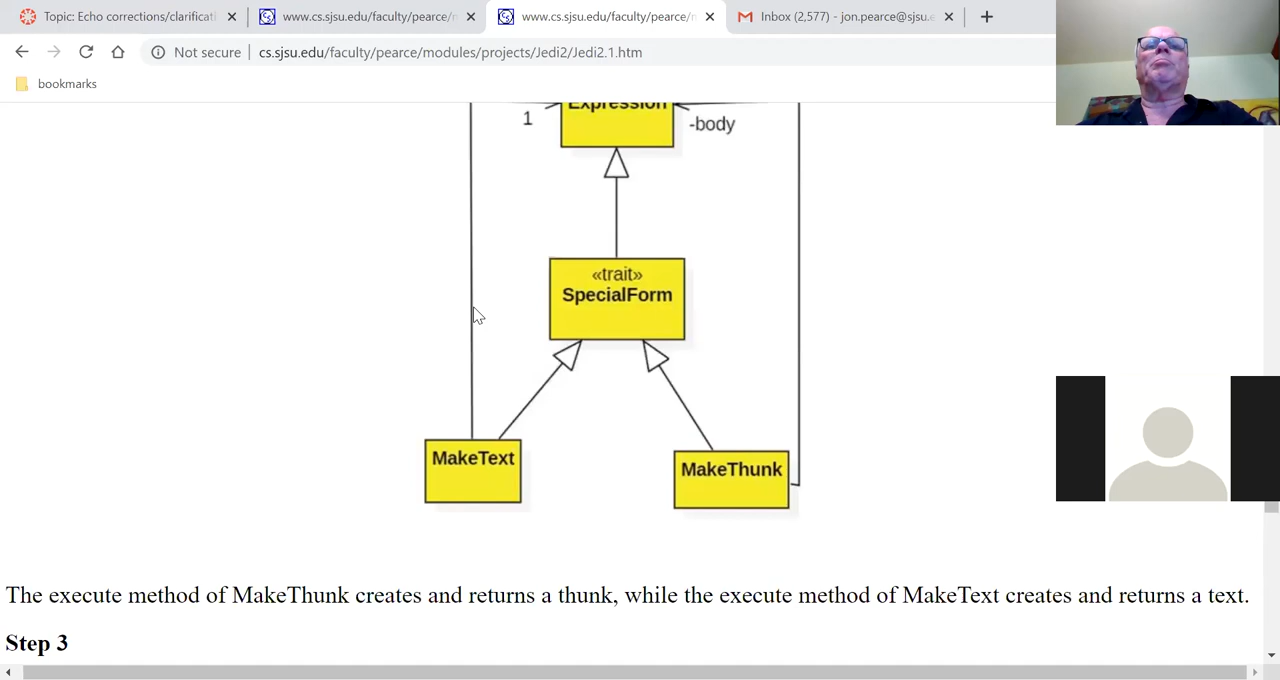 Topic: Echo corrections/clarificati
www.cs.sjsu.edu/faculty/pearce/m
www.cs.sjsu.edu/faculty/pearce/m
Inbox (2,577) - jon.pearce@sjsu.e
Not secure
cs.sjsu.edu/faculty/pearce/modules/projects/Jedi2/Jedi2.1.htm
bookmarks
Expression
1
-body
«trait»
SpecialForm
MakeText
MakeThunk
The execute method of MakeThunk creates and returns a thunk, while the execute method of MakeText creates and returns a text.
Step 3